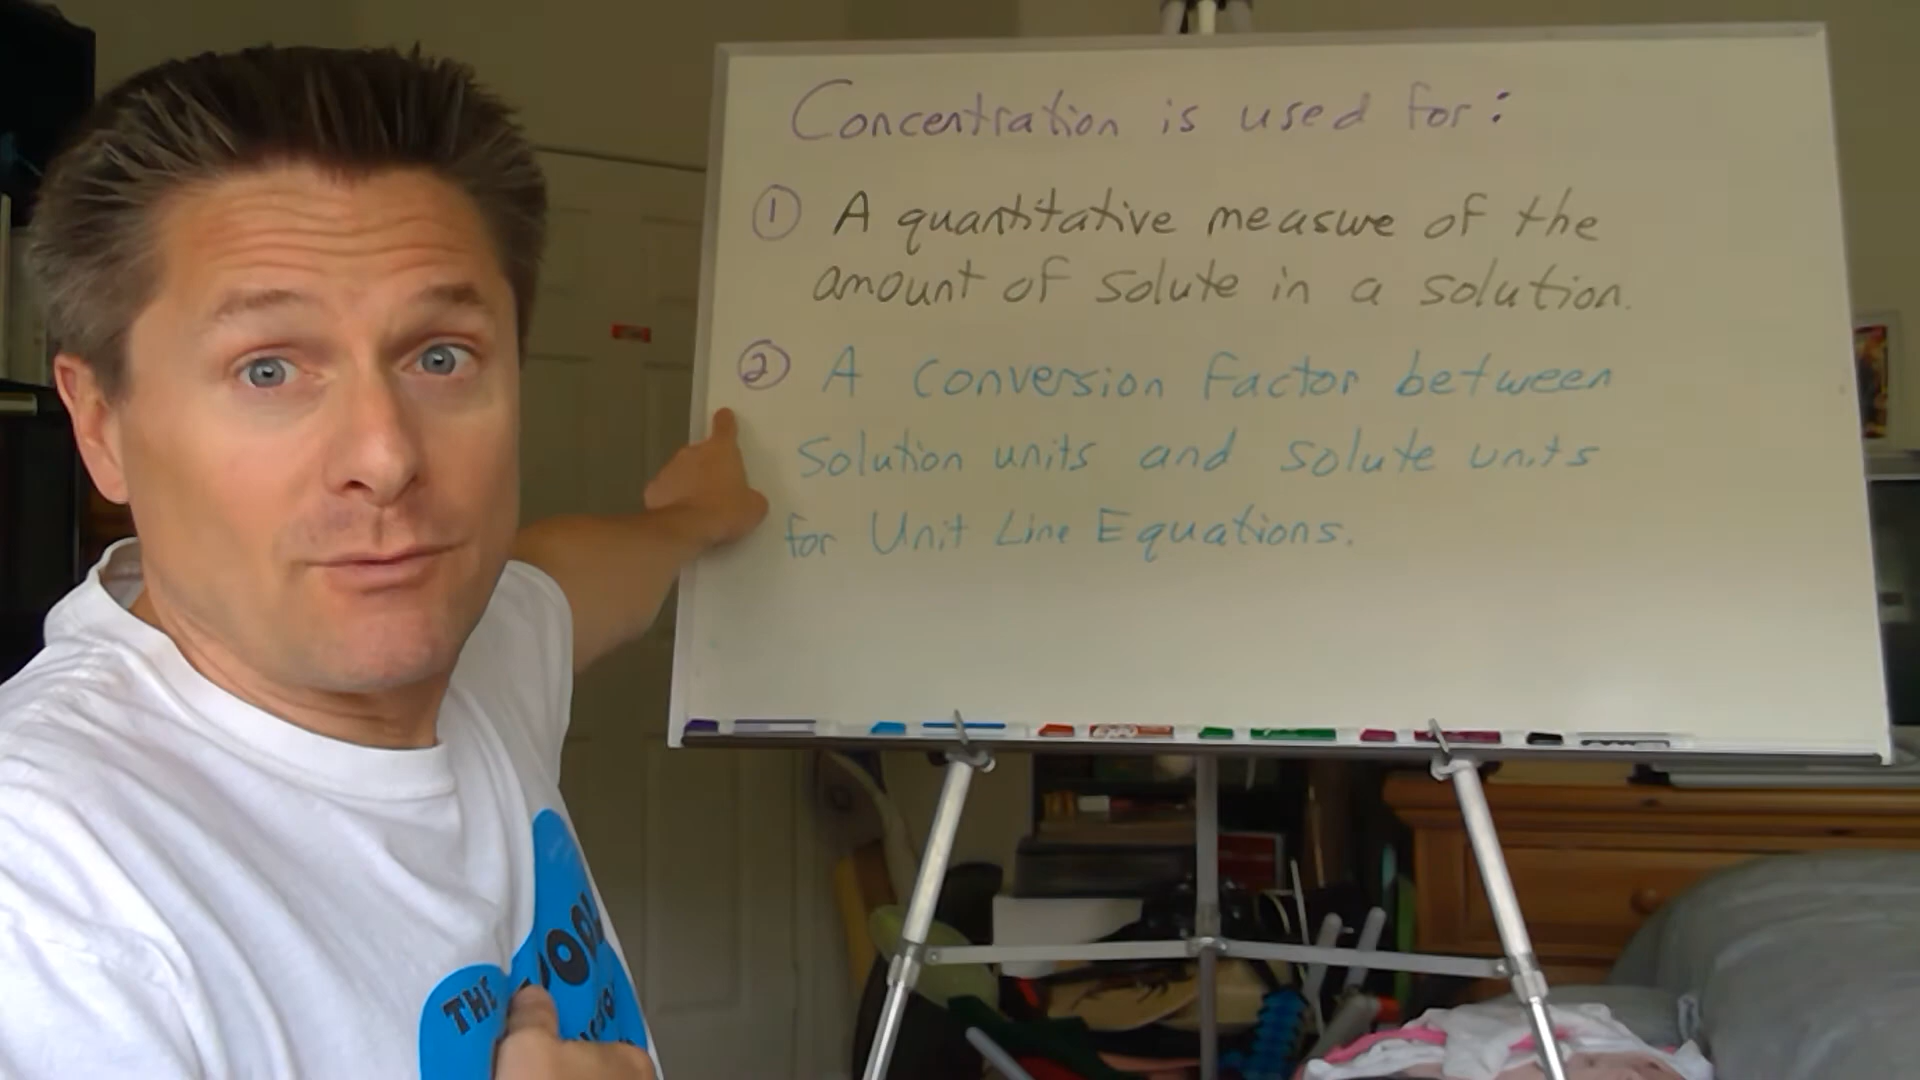 Concentration is used for:
① A quantitative measure of the
amount of solute in a solution.
② A Conversion Factor between
Solution units and solute units
for Unit Line Equations.
THE